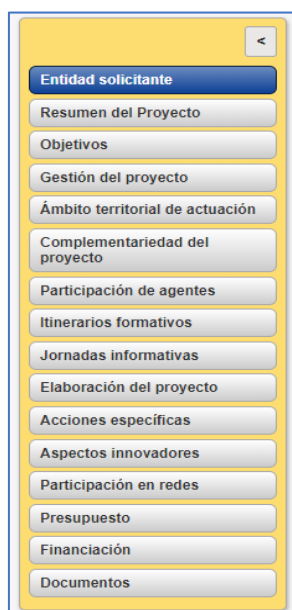 <
Entidad solicitante
Resumen del Proyecto
Objetivos
Gestión del proyecto
Ámbito territorial de actuación
Complementariedad del
proyecto
Participación de agentes
Itinerarios formativos
Jornadas informativas
Elaboración del proyecto
Acciones específicas
Aspectos innovadores
Participación en redes
Presupuesto
Financiación
Documentos